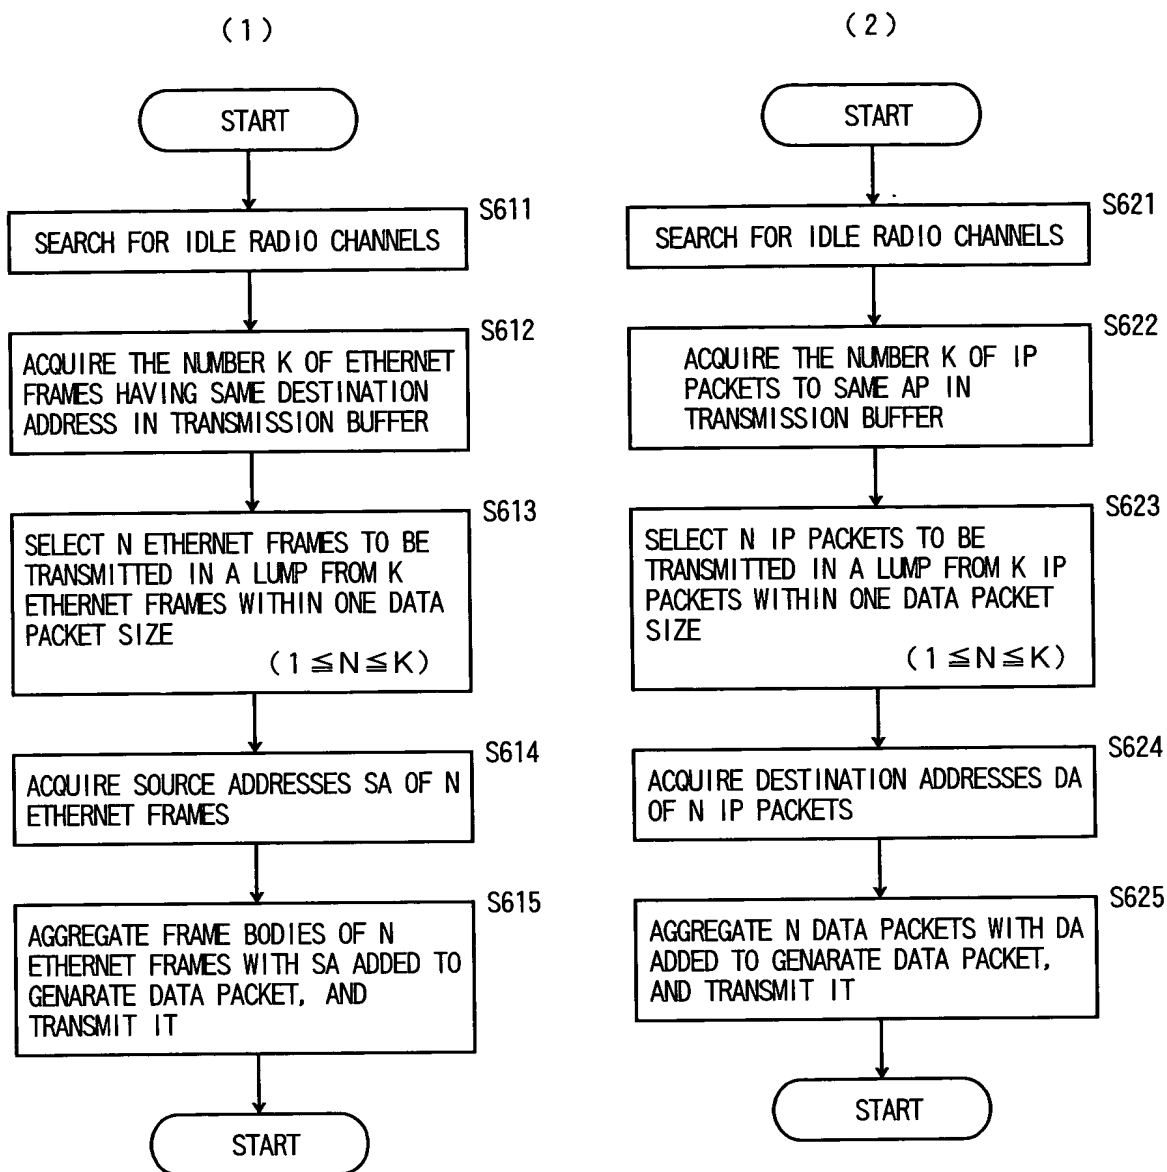 (1)
START
S611
SEARCH FOR IDLE RADIO CHANNELS
S612
ACQUIRE THE NUMBER K OF ETHERNET
FRAMES HAVING SAME DESTINATION
ADDRESS IN TRANSMISSION BUFFER
S613
SELECT N ETHERNET FRAMES TO BE
TRANSMITTED IN A LUMP FROM K
ETHERNET FRAMES WITHIN ONE DATA
PACKET SIZE
(1≦N≦K)
S614
ACQUIRE SOURCE ADDRESSES SA OF N
ETHERNET FRAMES
S615
AGGREGATE FRAME BODIES OF N
ETHERNET FRAMES WITH SA ADDED TO
GENARATE DATA PACKET, AND
TRANSMIT IT
START
(2)
START
S621
SEARCH FOR IDLE RADIO CHANNELS
S622
ACQUIRE THE NUMBER K OF IP
PACKETS TO SAME AP IN
TRANSMISSION BUFFER
S623
SELECT N IP PACKETS TO BE
TRANSMITTED IN A LUMP FROM K IP
PACKETS WITHIN ONE DATA PACKET
SIZE
(1≦N≦K)
S624
ACQUIRE DESTINATION ADDRESSES DA
OF N IP PACKETS
S625
AGGREGATE N DATA PACKETS WITH DA
ADDED TO GENARATE DATA PACKET,
AND TRANSMIT IT
START